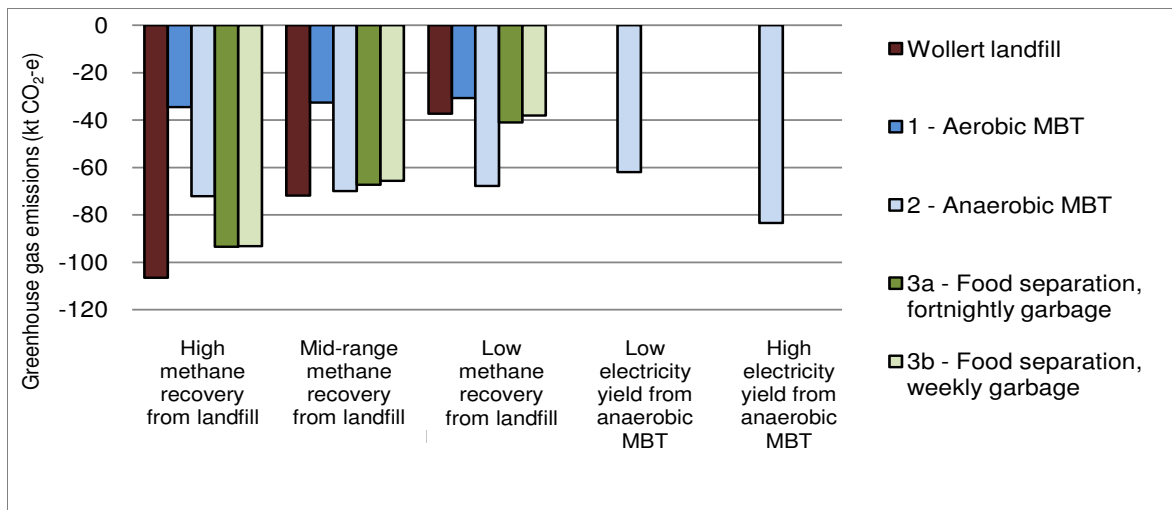 Greenhouse gas emissions (kt CO₂-e)
0
-20
-40
-60
-80
-100
-120
High
methane
recovery
from landfill
Mid-range
methane
recovery
from landfill
Low
methane
recovery
from landfill
Low
electricity
yield from
anaerobic
MBT
High
electricity
yield from
anaerobic
MBT
Wollert landfill
1 - Aerobic MBT
2 - Anaerobic MBT
3a - Food separation,
fortnightly garbage
3b - Food separation,
weekly garbage